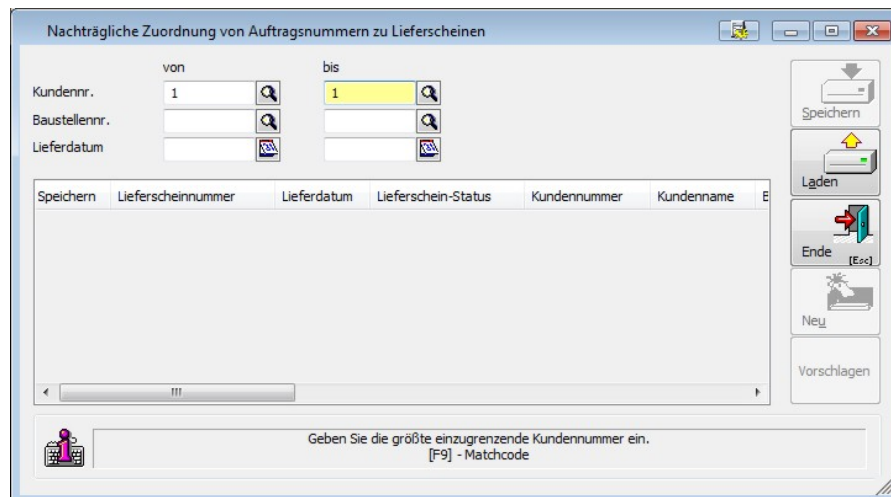 Nachträgliche Zuordnung von Auftragsnummern zu Lieferscheinen
von bis
Kundennr. 1 1
Baustellennr.
Lieferdatum
Speichern Lieferscheinnummer Lieferdatum Lieferschein-Status Kundennummer Kundenname B
Speichern
Laden
Ende [Esc]
Neu
Vorschlagen
Geben Sie die größte einzugrenzende Kundennummer ein.
[F9] - Matchcode